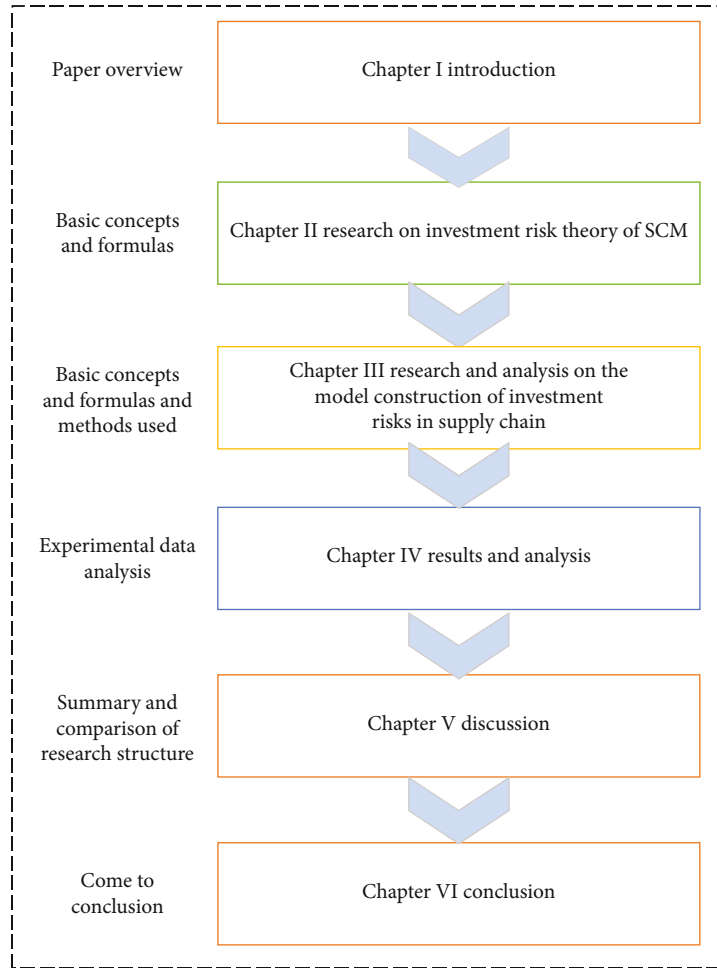 Paper overview
Chapter I introduction
Basic concepts
and formulas
Chapter II research on investment risk theory of SCM
Basic concepts
and formulas and
methods used
Chapter III research and analysis on the
model construction of investment
risks in supply chain
Experimental data
analysis
Chapter IV results and analysis
Summary and
comparison of
research structure
Chapter V discussion
Come to
conclusion
Chapter VI conclusion